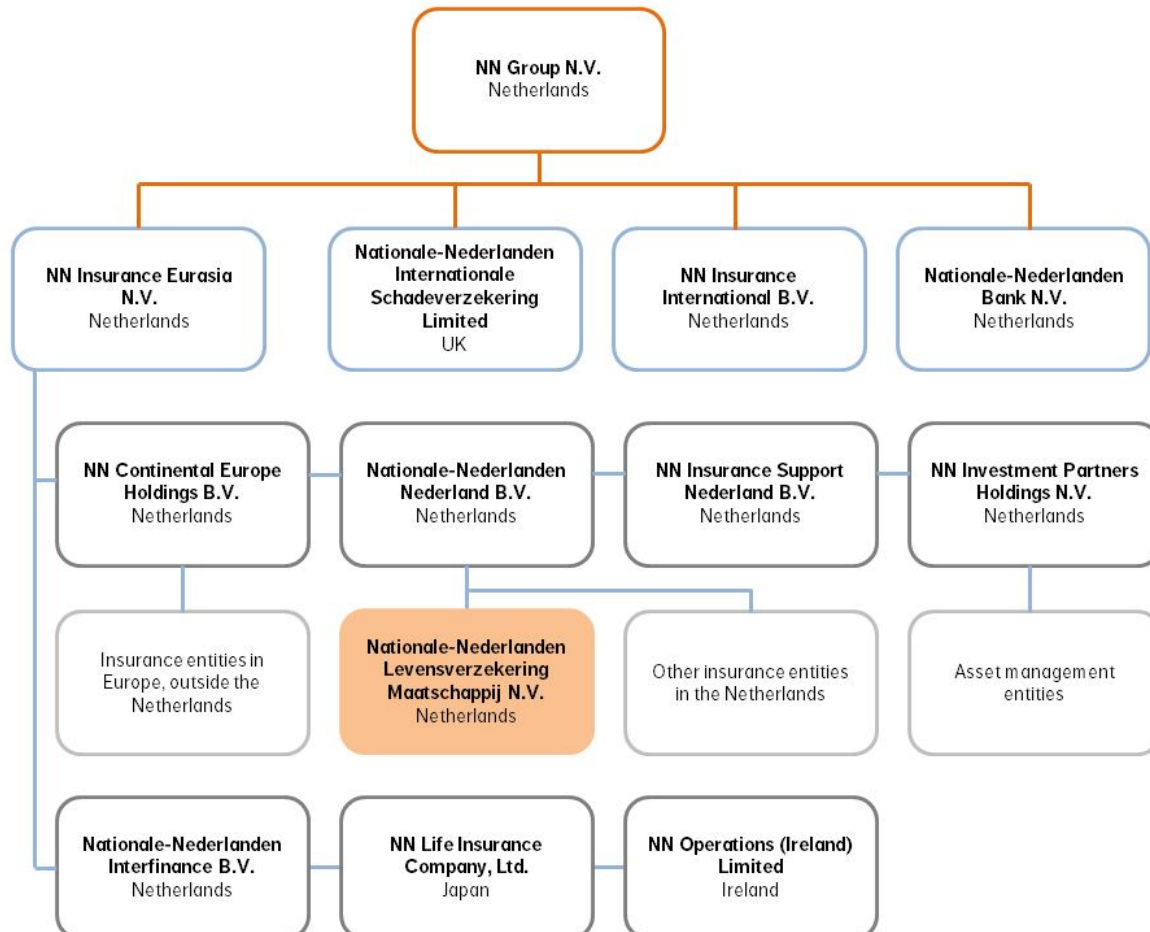 NN Group N.V.
Netherlands
NN Insurance Eurasia
N.V.
Netherlands
Nationale-Nederlanden
Internationale
Schadeverzekering
Limited
UK
NN Insurance
International B.V.
Netherlands
Nationale-Nederlanden
Bank N.V.
Netherlands
NN Continental Europe
Holdings B.V.
Netherlands
Nationale-Nederlanden
Nederland B.V.
Netherlands
NN Insurance Support
Nederland B.V.
Netherlands
NN Investment Partners
Holdings N.V.
Netherlands
Insurance entities in
Europe, outside the
Netherlands
Nationale-Nederlanden
Levensverzekering
Maatschappij N.V.
Netherlands
Other insurance entities
in the Netherlands
Asset management
entities
Nationale-Nederlanden
Interfinance B.V.
Netherlands
NN Life Insurance
Company, Ltd.
Japan
NN Operations (Ireland)
Limited
Ireland